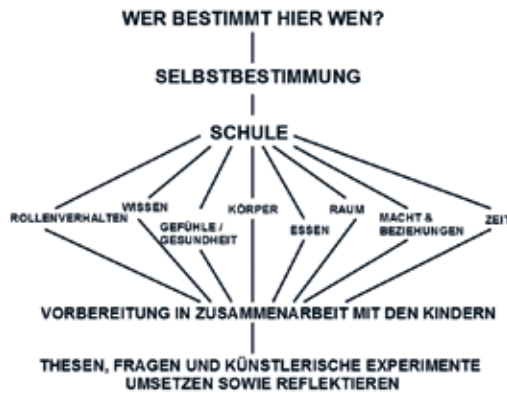 WER BESTIMMT HIER WEN?
SELBSTBESTIMMUNG
SCHULE
ROLLENVERHALTEN
WISSEN
GEFÜHLE /
GESUNDHEIT
KÖRPER
ESSEN
RAUM
MACHT &
BEZIEHUNGEN
ZEIT
VORBEREITUNG IN ZUSAMMENARBEIT MIT DEN KINDERN
THESEN, FRAGEN UND KÜNSTLERISCHE EXPERIMENTE
UMSETZEN SOWIE REFLEKTIEREN